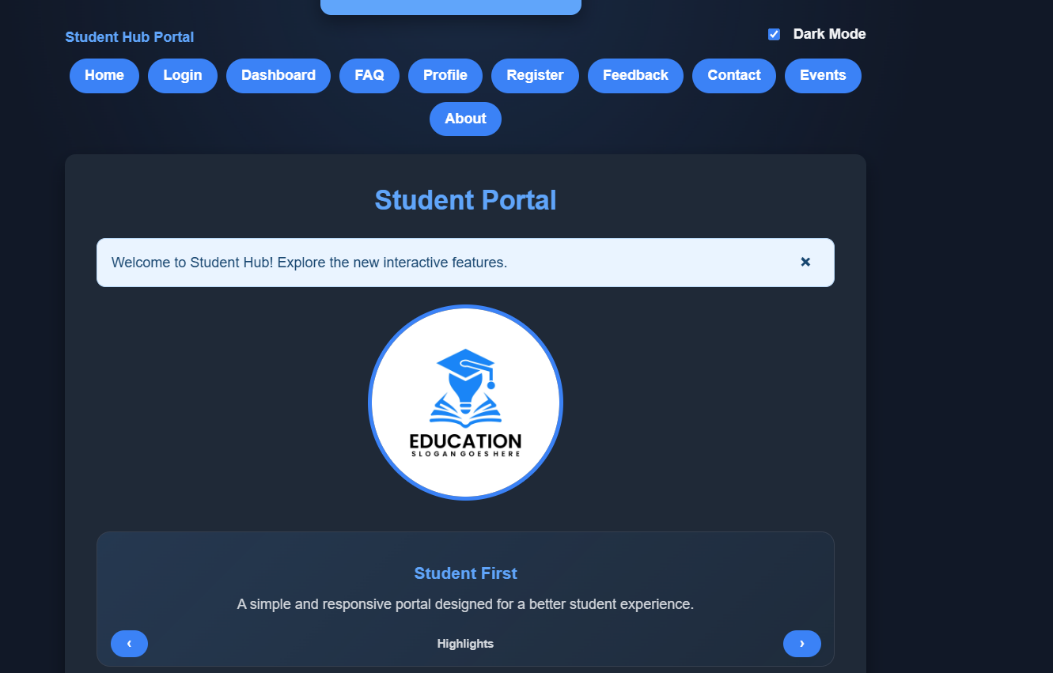 Student Hub Portal
Dark Mode
Home Login Dashboard FAQ Profile Register Feedback Contact Events
About
Student Portal
Welcome to Student Hub! Explore the new interactive features. ×
EDUCATION
SLOGAN GOES HERE
Student First
A simple and responsive portal designed for a better student experience.
‹ Highlights ›